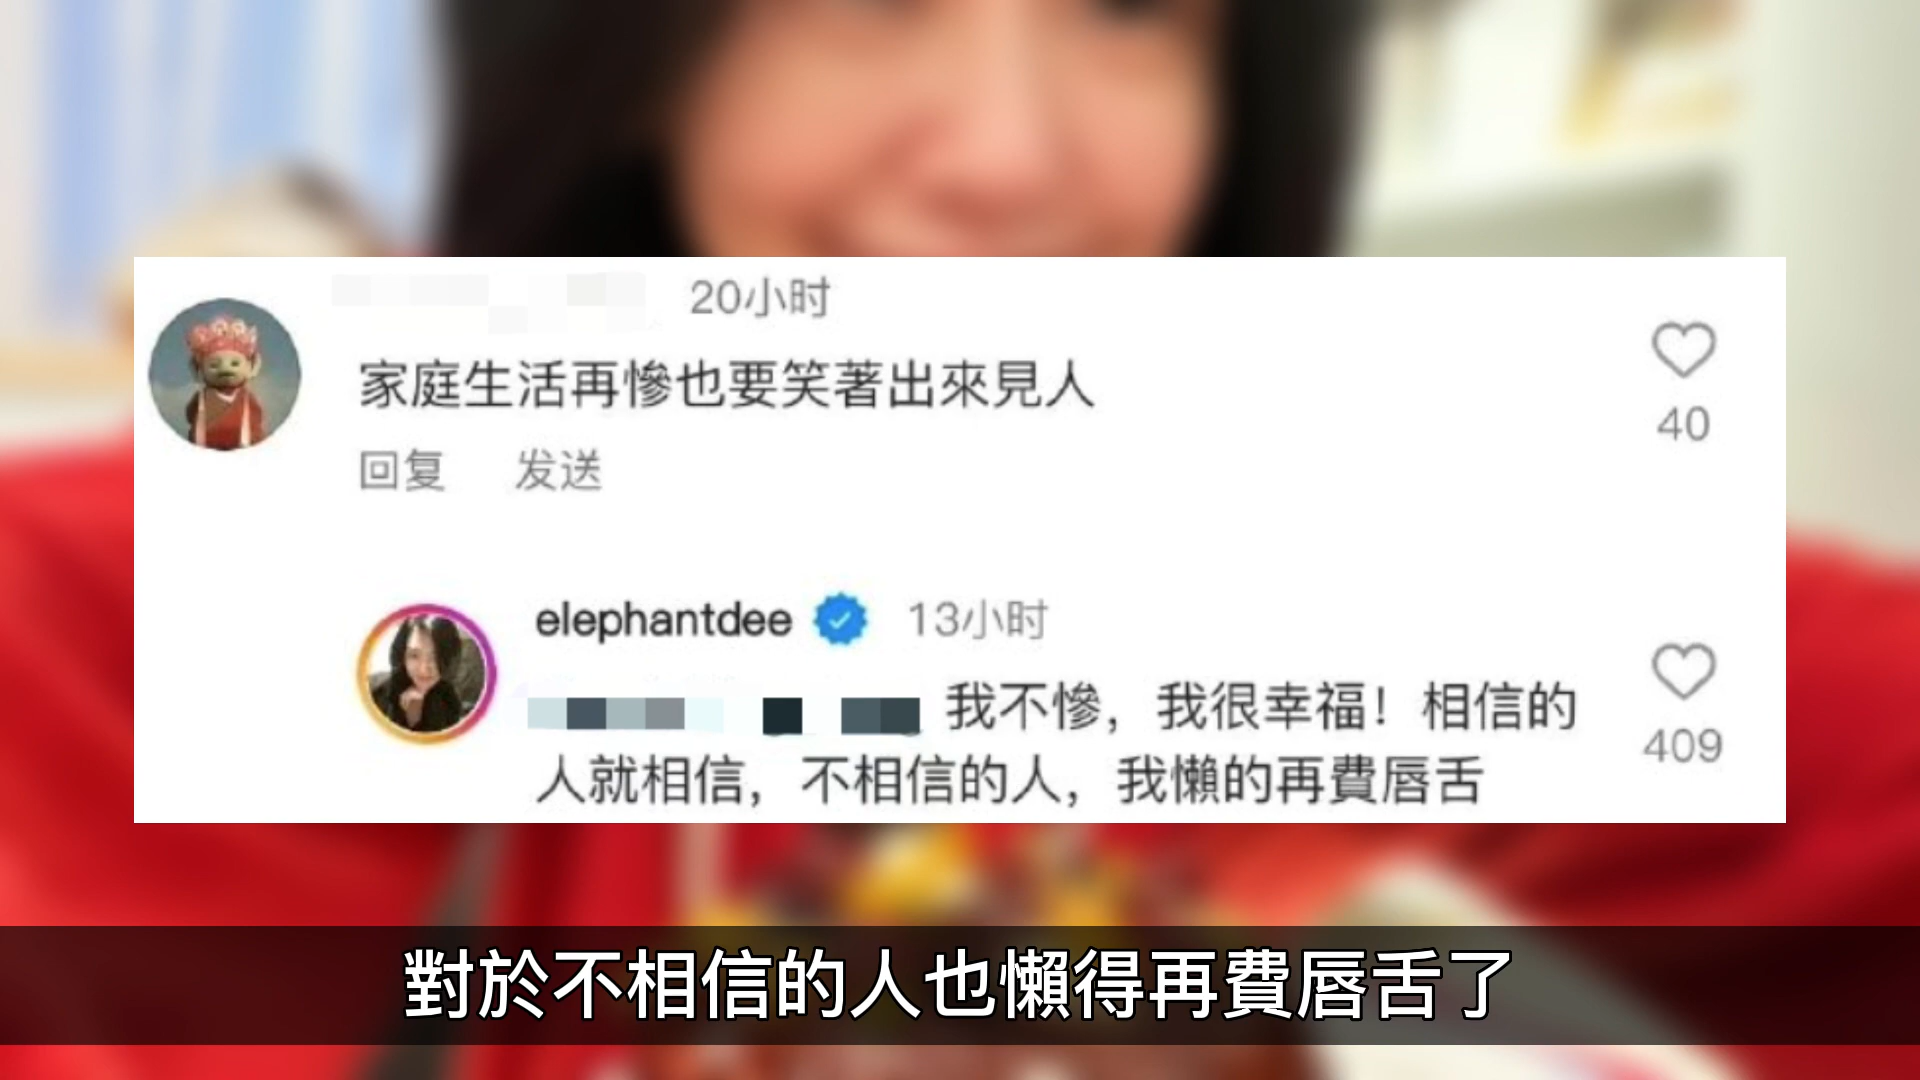 20小时
家庭生活再慘也要笑著出來見人
40
回复 发送
elephantdee 13小时
我不慘，我很幸福！相信的
人就相信，不相信的人，我懶的再費唇舌
409
對於不相信的人也懶得再費唇舌了